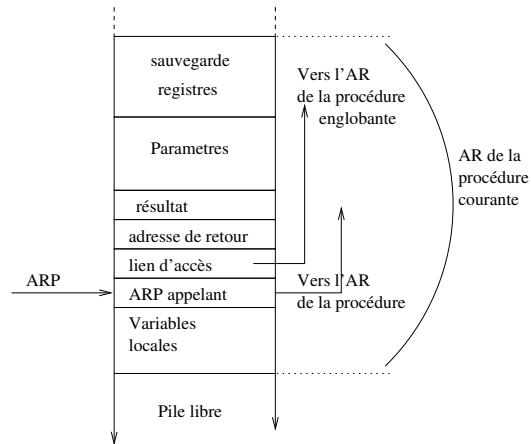 sauvegarde
registres
Parametres
résultat
adresse de retour
lien d'accès
ARP appelant
Variables
locales
Pile libre
ARP
Vers l'AR
de la procédure
englobante
Vers l'AR
de la procédure
AR de la
procédure
courante